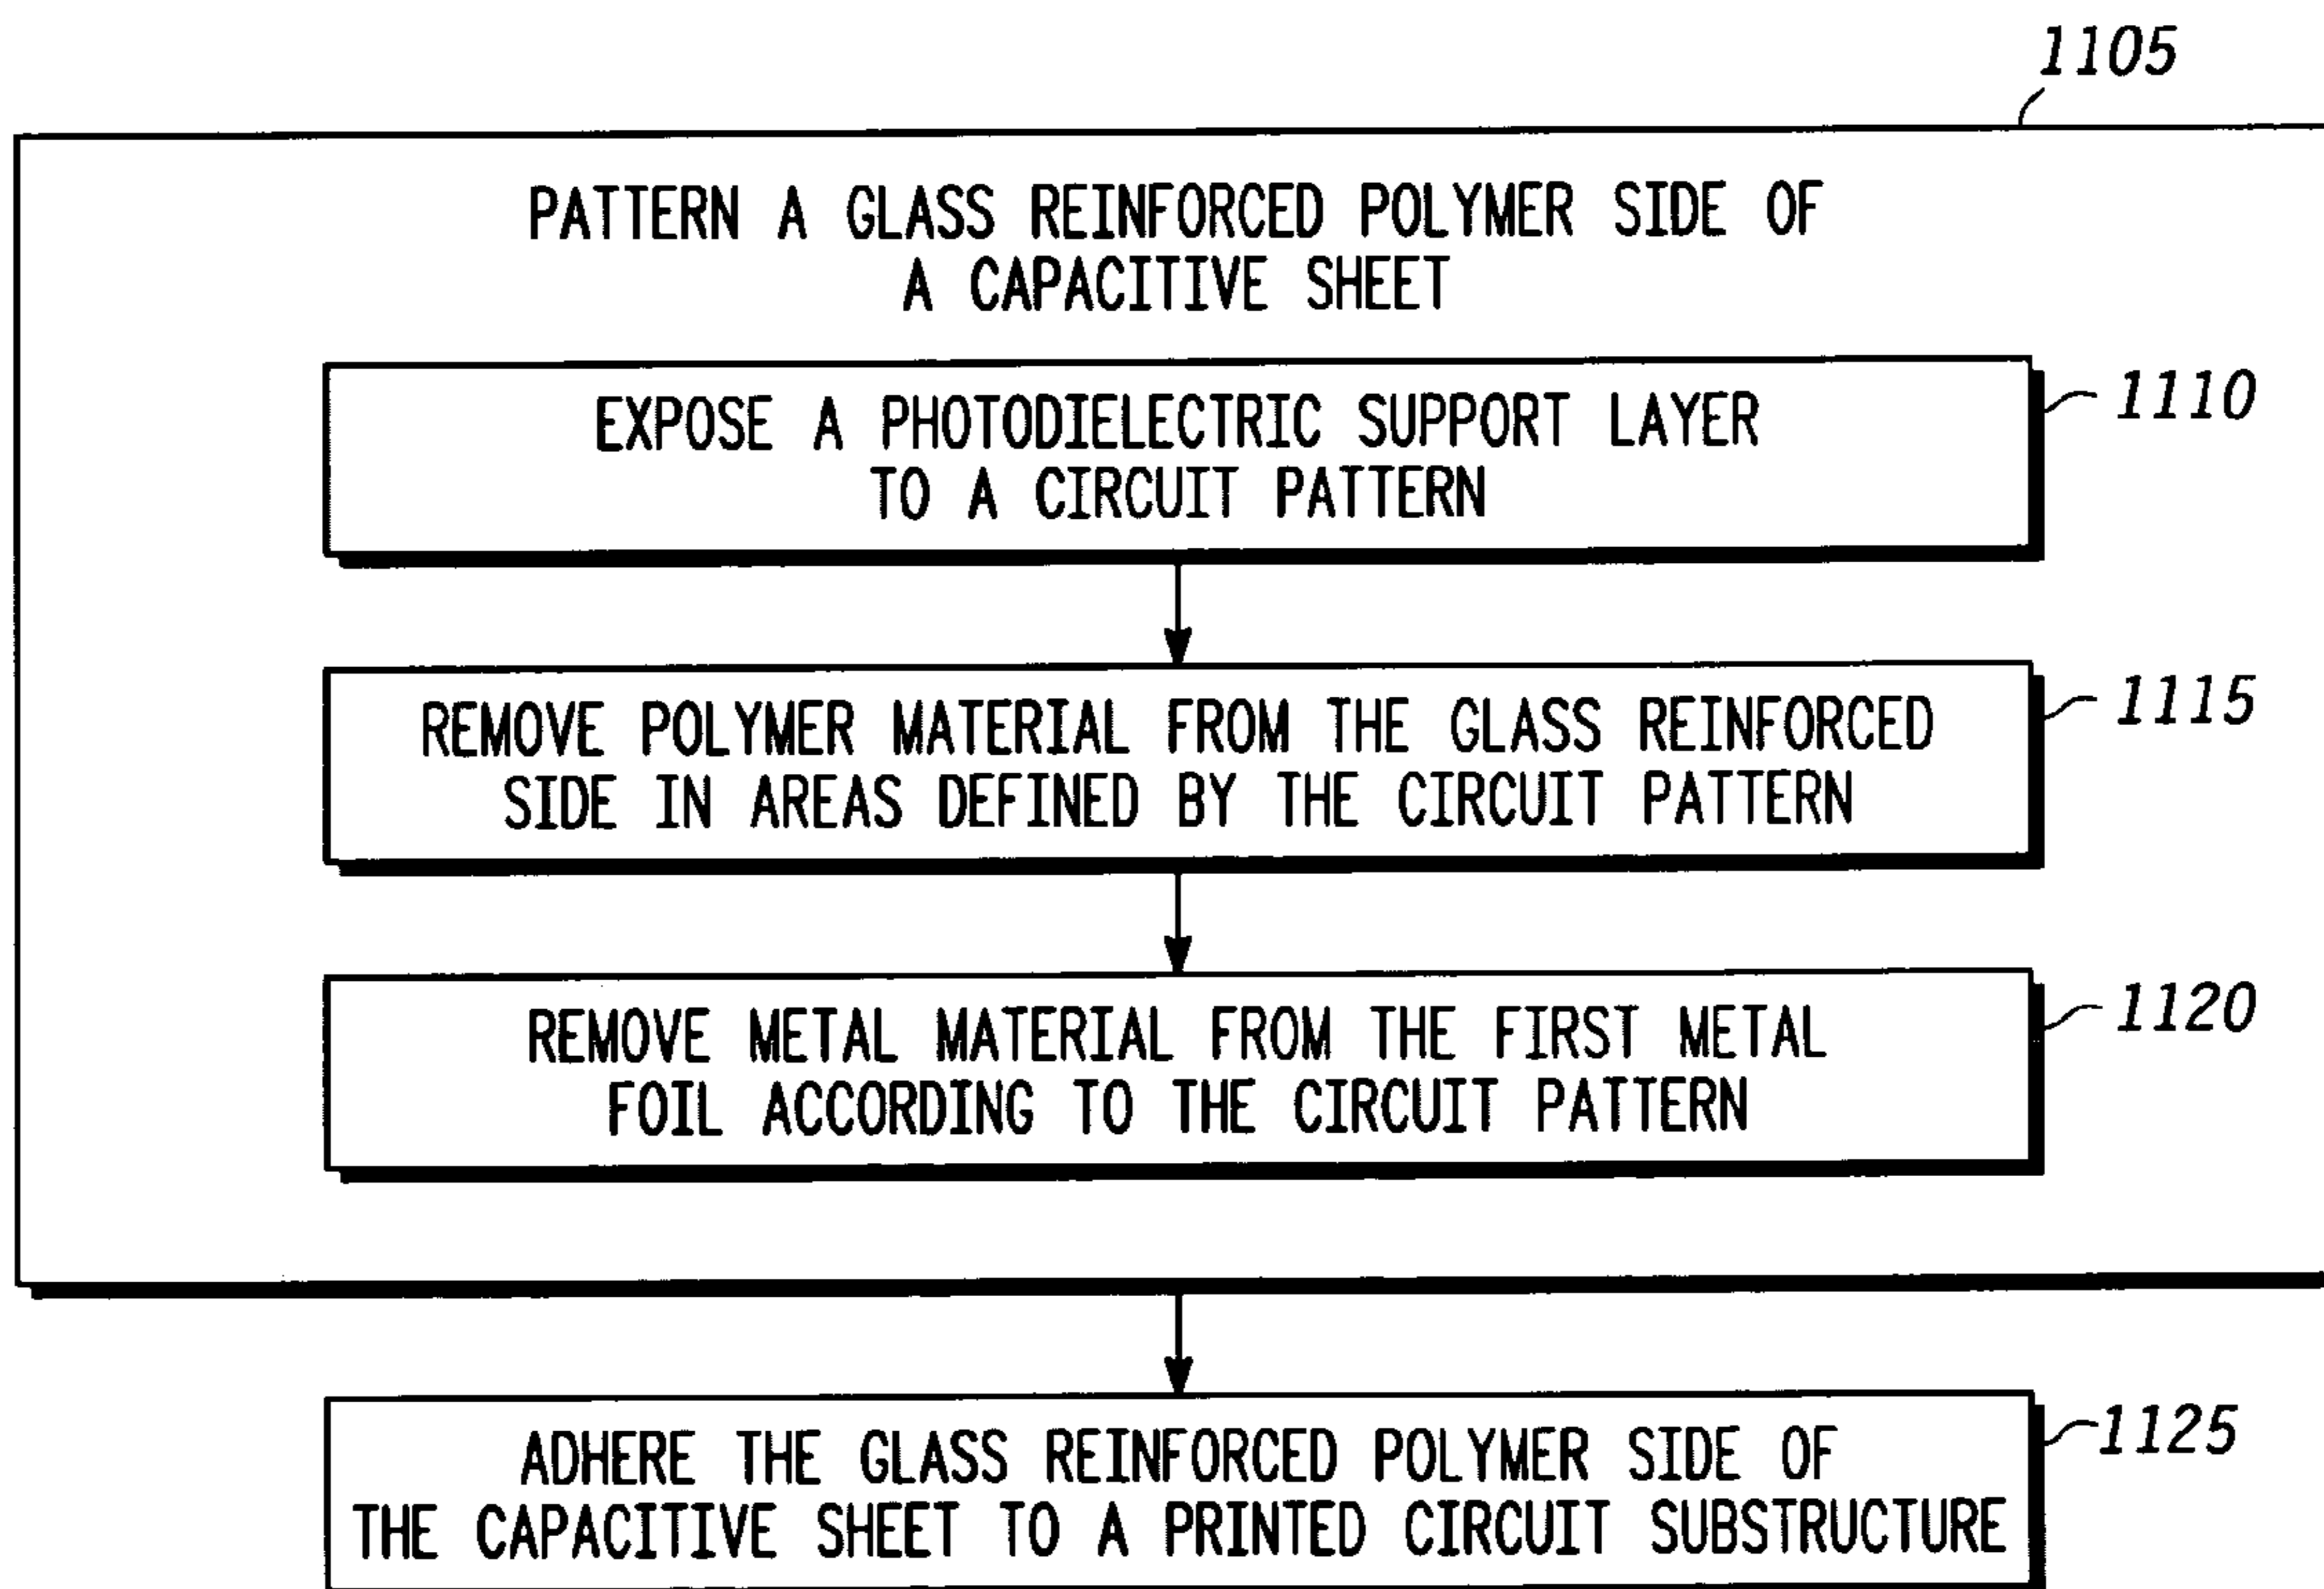 1105
PATTERN A GLASS REINFORCED POLYMER SIDE OF
A CAPACITIVE SHEET
EXPOSE A PHOTODIELECTRIC SUPPORT LAYER
TO A CIRCUIT PATTERN
1110
REMOVE POLYMER MATERIAL FROM THE GLASS REINFORCED
SIDE IN AREAS DEFINED BY THE CIRCUIT PATTERN
1115
REMOVE METAL MATERIAL FROM THE FIRST METAL
FOIL ACCORDING TO THE CIRCUIT PATTERN
1120
ADHERE THE GLASS REINFORCED POLYMER SIDE OF
THE CAPACITIVE SHEET TO A PRINTED CIRCUIT SUBSTRUCTURE
1125